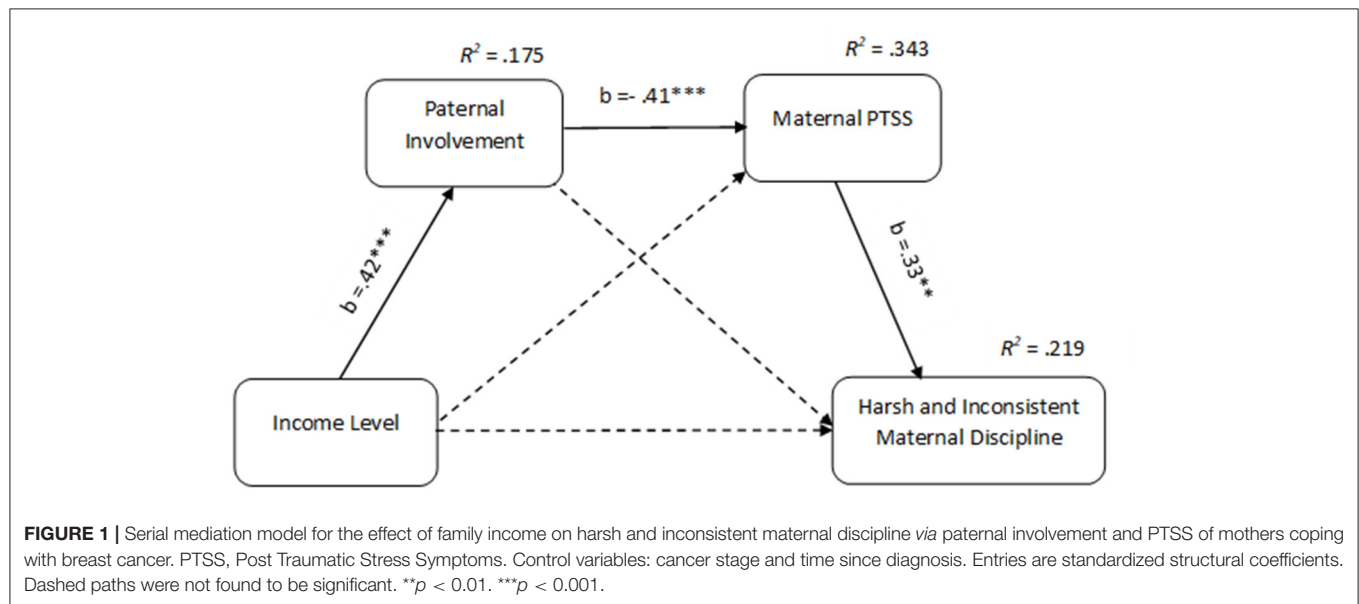 R² = .175
R² = .343
Paternal
Involvement
b =- .41***
Maternal PTSS
b =.42***
b =.33**
R² = .219
Income Level
Harsh and Inconsistent
Maternal Discipline
FIGURE 1 | Serial mediation model for the effect of family income on harsh and inconsistent maternal discipline via paternal involvement and PTSS of mothers coping
with breast cancer. PTSS, Post Traumatic Stress Symptoms. Control variables: cancer stage and time since diagnosis. Entries are standardized structural coefficients.
Dashed paths were not found to be significant. **p < 0.01. ***p < 0.001.